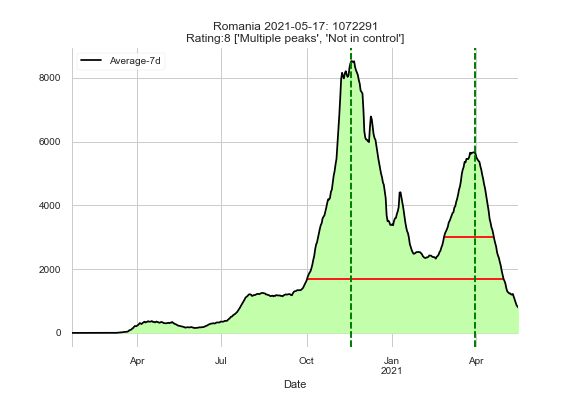 Romania 2021-05-17: 1072291
Rating:8 ['Multiple peaks', 'Not in control']
Average-7d
8000
6000
4000
2000
0
Apr
Jul
Oct
Jan
2021
Apr
Date